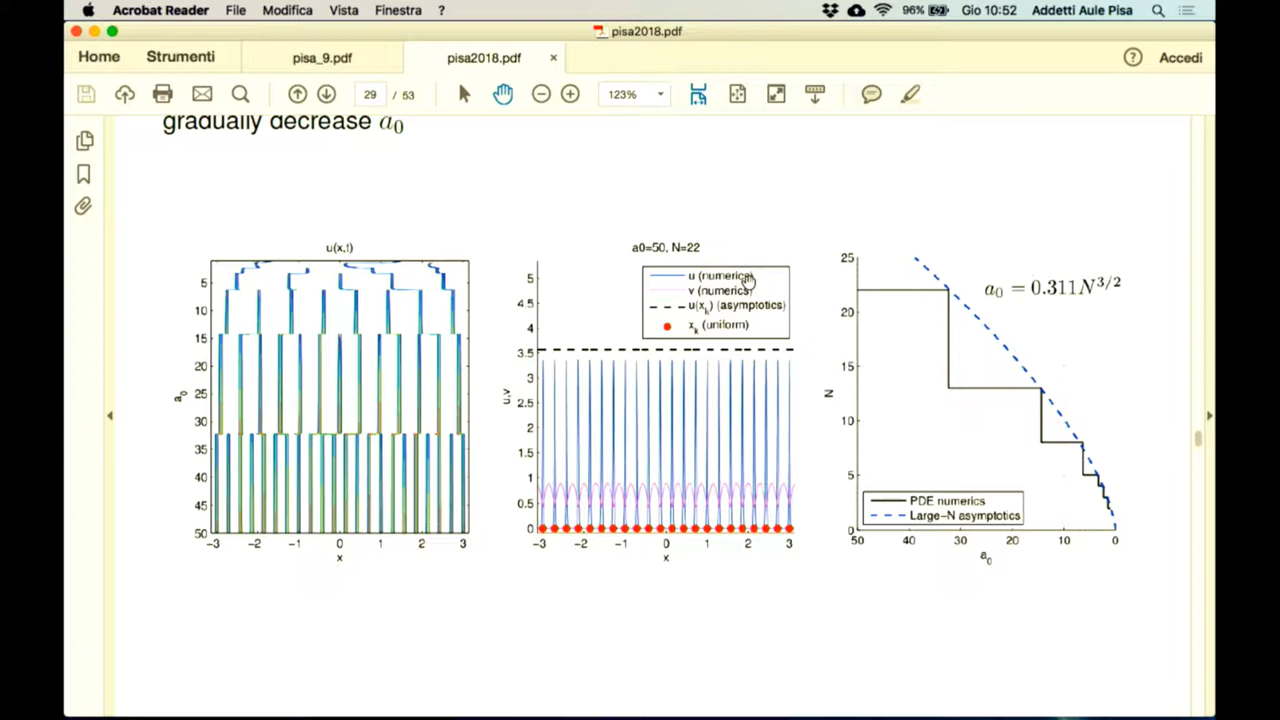 Acrobat Reader File Modifica Vista Finestra ? 96% Gio 10:52 Addetti Aule Pisa
pisa2018.pdf
Home Strumenti pisa_9.pdf pisa2018.pdf × ? Accedi
29 / 53 123%
gradually decrease a₀
u(x,t)
5
10
15
20
25
30
35
40
45
50
a₀
-3 -2 -1 0 1 2 3
x
a0=50, N=22
u (numerics)
v (numerics)
u(xₖ) (asymptotics)
xₖ (uniform)
5
4.5
4
3.5
3
2.5
2
1.5
1
0.5
0
u,v
-3 -2 -1 0 1 2 3
x
a₀ = 0.311N^{3/2}
25
20
15
10
5
0
N
PDE numerics
Large-N asymptotics
50 40 30 20 10 0
a₀